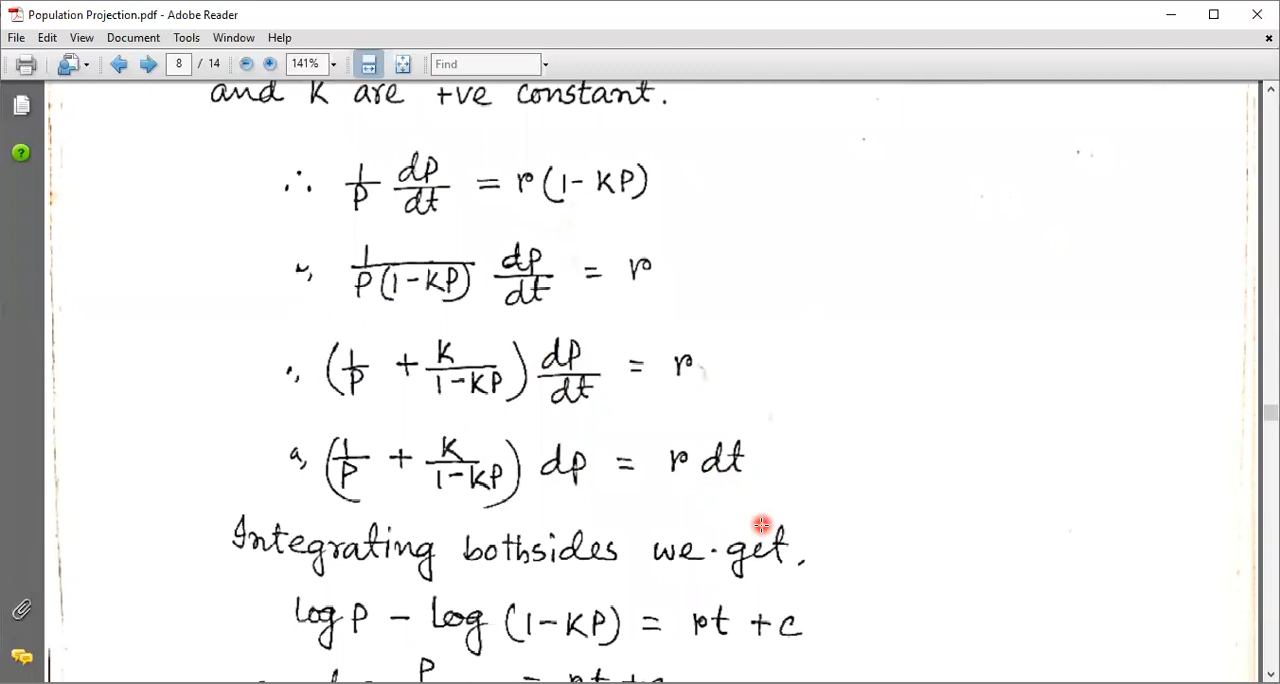 Population Projection.pdf - Adobe Reader
File Edit View Document Tools Window Help
8 / 14 141% Find
and K are +ve constant.
∴ 1/P dP/dt = r(1-KP)
1/P(1-KP) dP/dt = r
(1/P + K/1-KP) dP/dt = r
a, (1/P + K/1-KP) dP = r dt
Integrating bothsides we get,
log P - log (1-KP) = rt + c